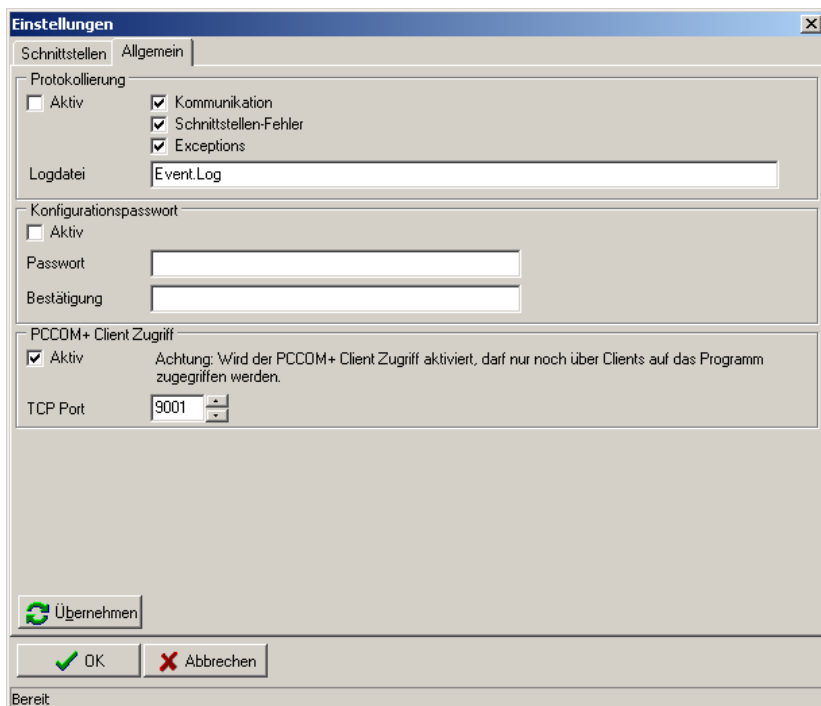 Einstellungen
Schnittstellen Allgemein
Protokollierung
Aktiv Kommunikation
Schnittstellen-Fehler
Exceptions
Logdatei Event.Log
Konfigurationspasswort
Aktiv
Passwort
Bestätigung
PCCOM+ Client Zugriff
Aktiv Achtung: Wird der PCCOM+ Client Zugriff aktiviert, darf nur noch über Clients auf das Programm
zugegriffen werden.
TCP Port 9001
Übernehmen
OK Abbrechen
Bereit